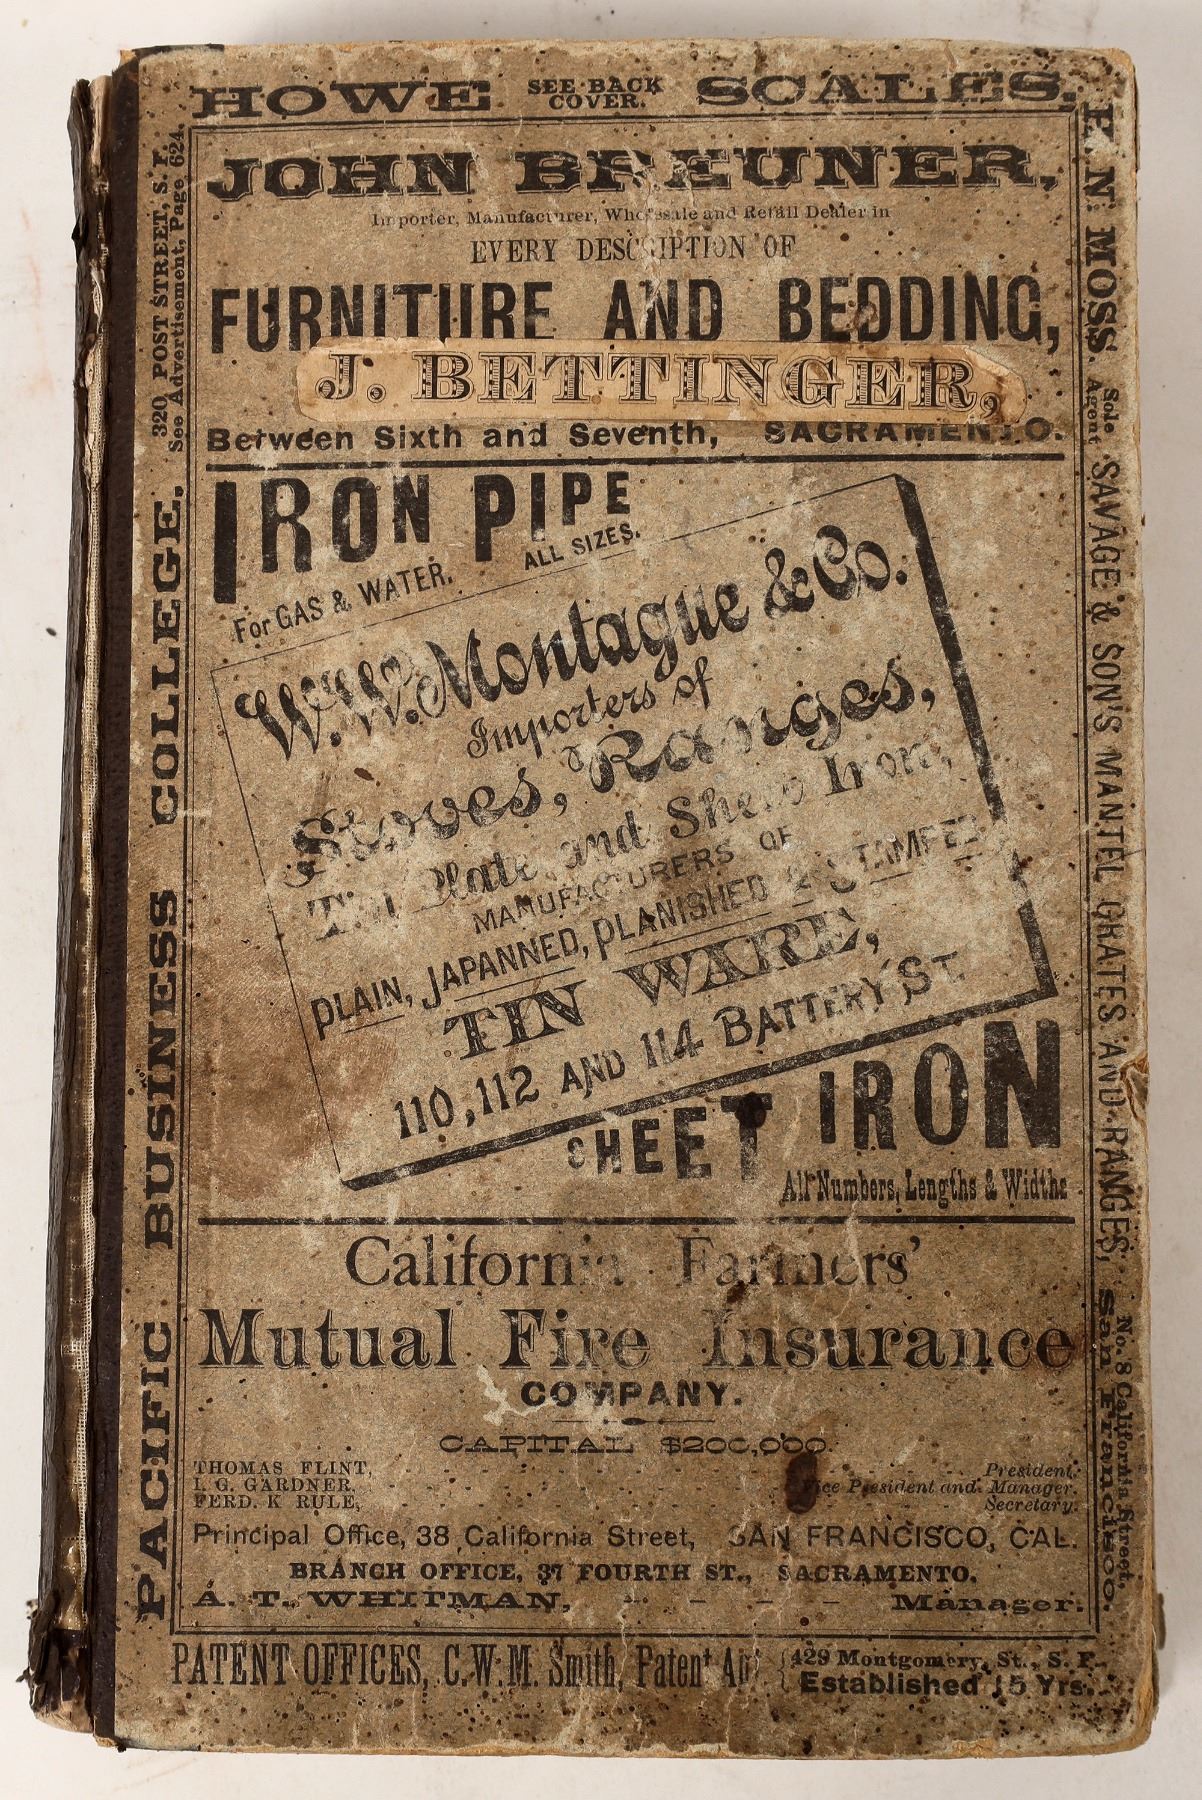 HOWE SEE BACK COVER. SCALES.
JOHN BREUNER,
Importer, Manufacturer, Wholesale and Retail Dealer in
EVERY DESCRIPTION OF
FURNITURE AND BEDDING,
J. BETTINGER,
Between Sixth and Seventh, SACRAMENTO.
IRON PIPE
For GAS & WATER. ALL SIZES.
W. W. Montague & Co.
Importers of
Stoves, Ranges,
Tin Plate and Sheet Iron,
MANUFACTURERS OF
PLAIN, JAPANNED, PLANISHED & STAMPED
TIN WARE,
110, 112 AND 114 BATTERY ST.
SHEET IRON
All Numbers, Lengths & Widths
California Farmers'
Mutual Fire Insurance
COMPANY.
CAPITAL $200,000.
THOMAS FLINT, - - - - President.
I. G. GARDNER, - - - - Vice President and Manager.
FERD. K RULE, - - - - Secretary.
Principal Office, 38 California Street, SAN FRANCISCO, CAL.
BRANCH OFFICE, 37 FOURTH ST., SACRAMENTO.
A. T. WHITMAN, - - - - Manager.
PATENT OFFICES, C. W. M. Smith, Patent { 429 Montgomery St., S. F.
Established 15 Yrs.
PACIFIC BUSINESS COLLEGE. 320 POST STREET, S. F.
See Advertisement, Page 624.
E. N. MOSS. Sole Agent SAVAGE & SON'S MANTEL GRATES AND RANGES, No. 8 California Street, San Francisco.